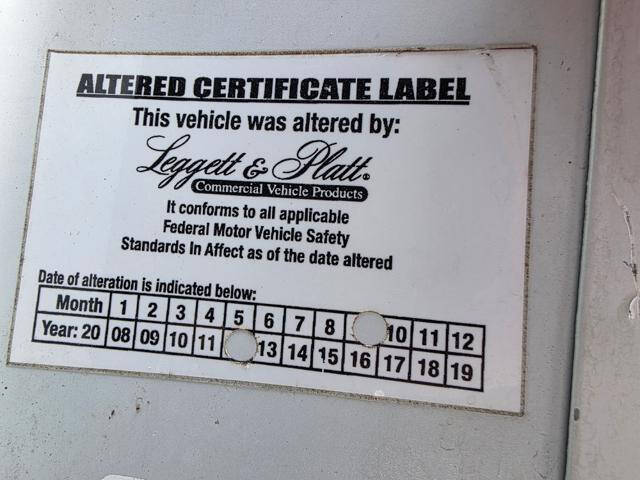 ALTERED CERTIFICATE LABEL
This vehicle was altered by:
Leggett & Platt®
Commercial Vehicle Products
It conforms to all applicable
Federal Motor Vehicle Safety
Standards In Affect as of the date altered
Date of alteration is indicated below:
Month 1 2 3 4 5 6 7 8 10 11 12
Year: 20 08 09 10 11 13 14 15 16 17 18 19